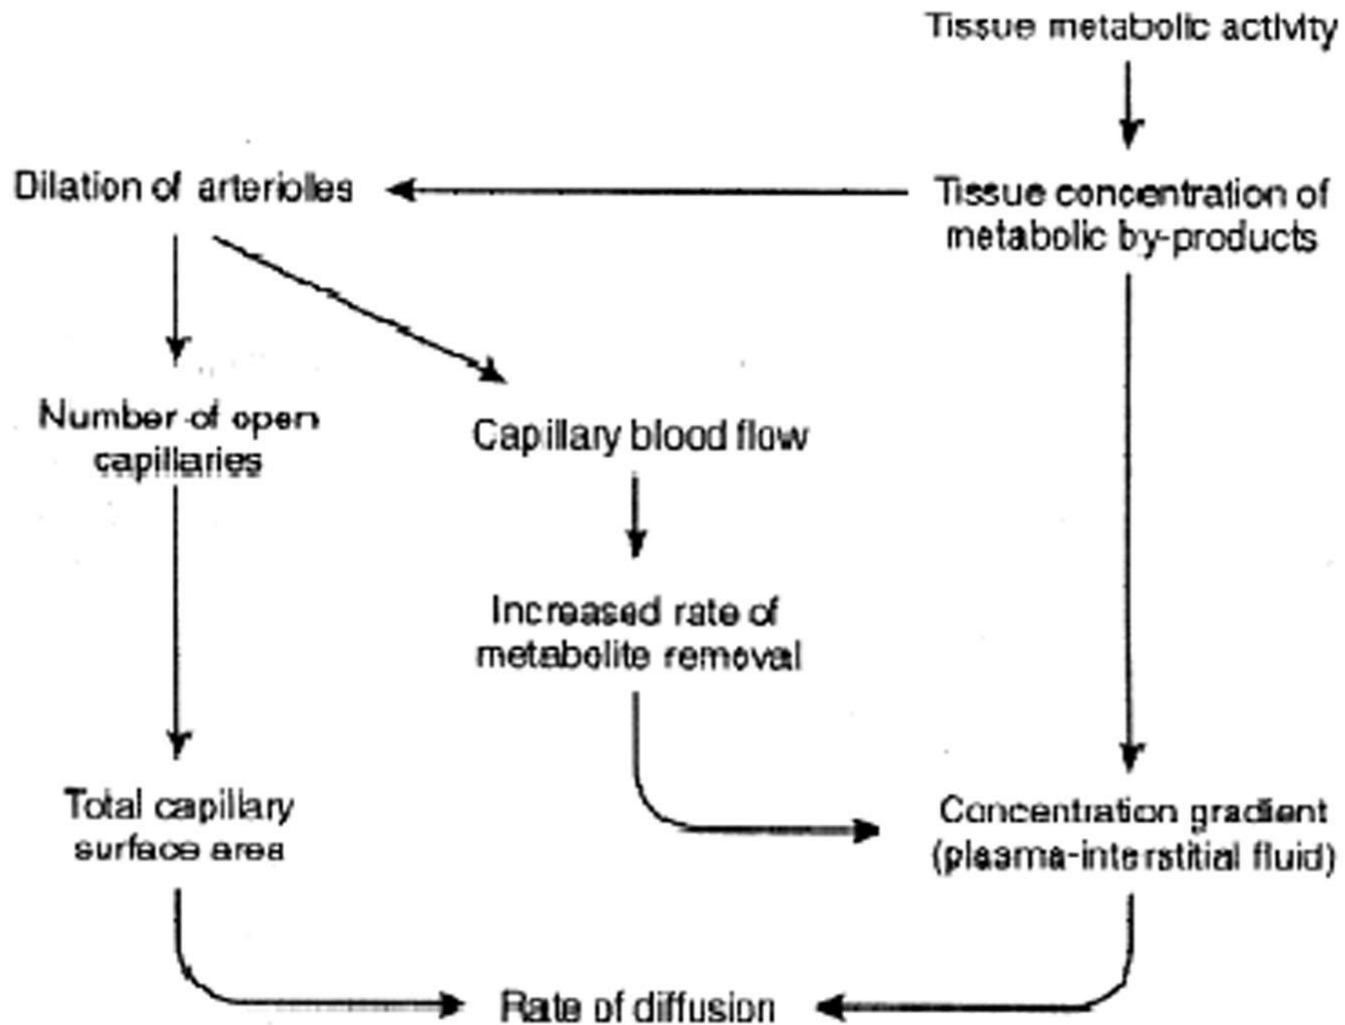 Tissue metabolic activity
Dilation of arterioles
Tissue concentration of
metabolic by-products
Number of open
capillaries
Capillary blood flow
Increased rate of
metabolite removal
Total capillary
surface area
Concentration gradient
(plasma-interstitial fluid)
Rate of diffusion